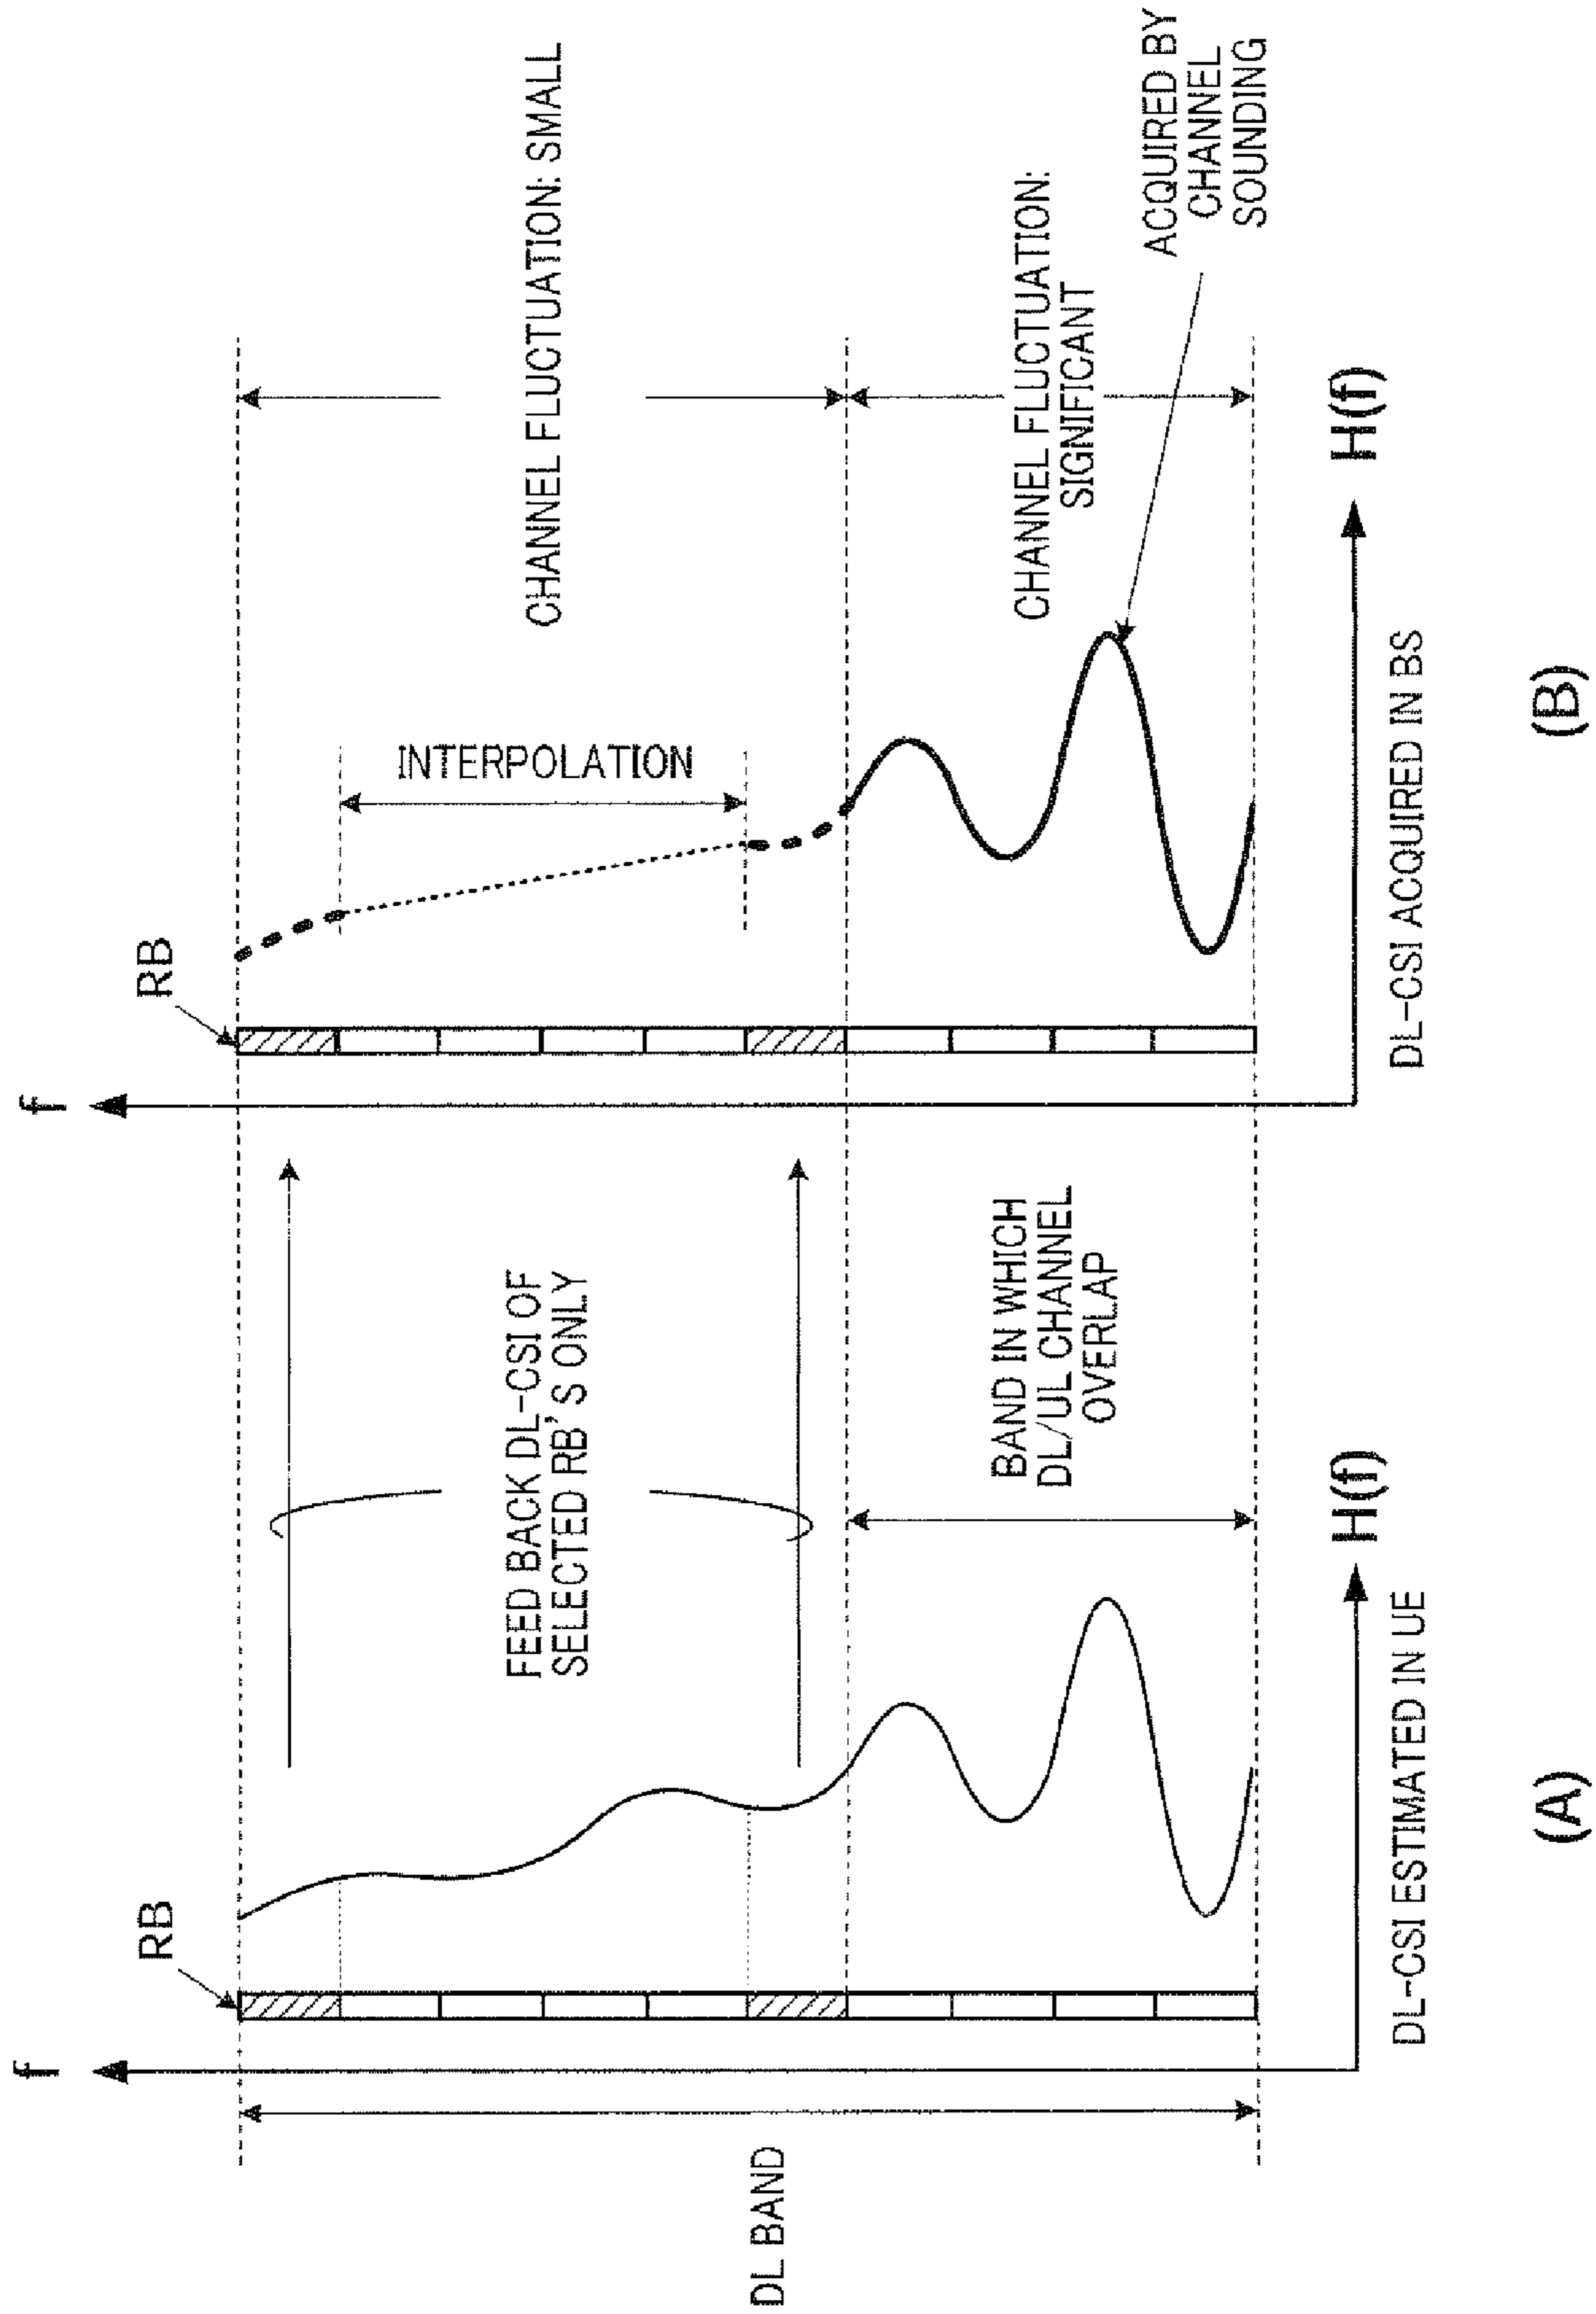 f
RB
DL BAND
FEED BACK DL-CSI OF
SELECTED RB'S ONLY
BAND IN WHICH
DL/UL CHANNEL
OVERLAP
H(f)
DL-CSI ESTIMATED IN UE
(A)
f
RB
INTERPOLATION
CHANNEL FLUCTUATION: SMALL
CHANNEL FLUCTUATION:
SIGNIFICANT
ACQUIRED BY
CHANNEL
SOUNDING
H(f)
DL-CSI ACQUIRED IN BS
(B)